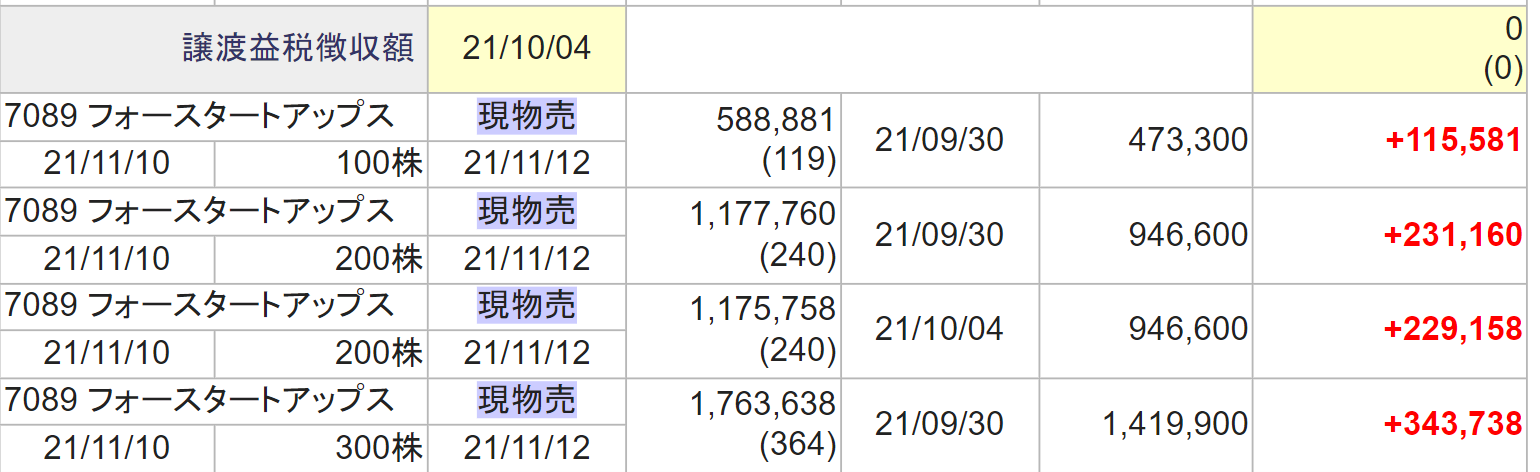 譲渡益税徴収額 21/10/04 0
(0)
7089 フォースタートアップス 現物売 588,881
(119) 21/09/30 473,300 +115,581
21/11/10 100株 21/11/12
7089 フォースタートアップス 現物売 1,177,760
(240) 21/09/30 946,600 +231,160
21/11/10 200株 21/11/12
7089 フォースタートアップス 現物売 1,175,758
(240) 21/10/04 946,600 +229,158
21/11/10 200株 21/11/12
7089 フォースタートアップス 現物売 1,763,638
(364) 21/09/30 1,419,900 +343,738
21/11/10 300株 21/11/12